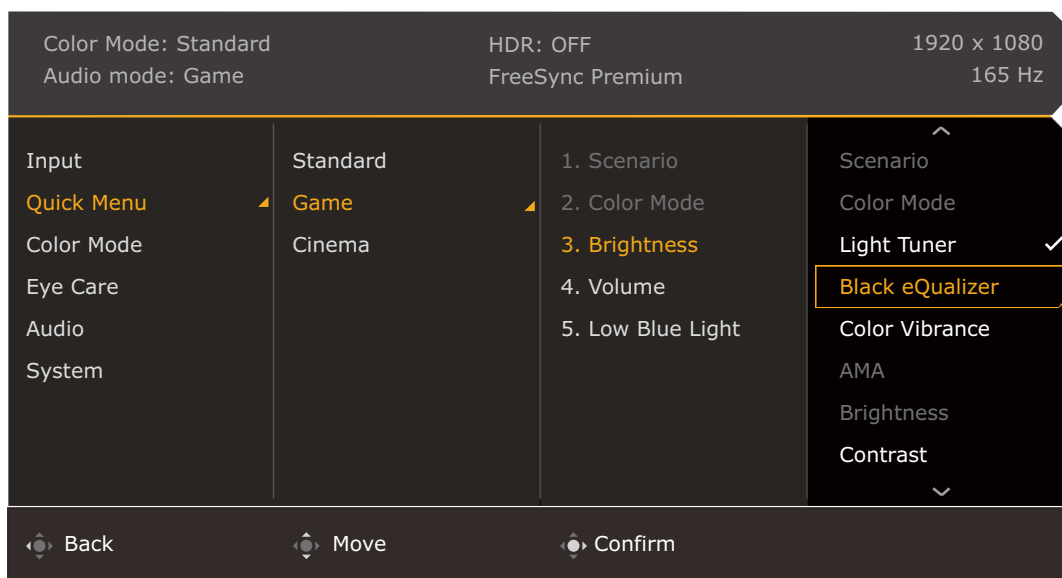 Color Mode: Standard
HDR: OFF
1920 x 1080
Audio mode: Game
FreeSync Premium
165 Hz
Input
Quick Menu
Color Mode
Eye Care
Audio
System
Standard
Game
Cinema
1. Scenario
2. Color Mode
3. Brightness
4. Volume
5. Low Blue Light
Scenario
Color Mode
Light Tuner
Black eQualizer
Color Vibrance
AMA
Brightness
Contrast
Back
Move
Confirm